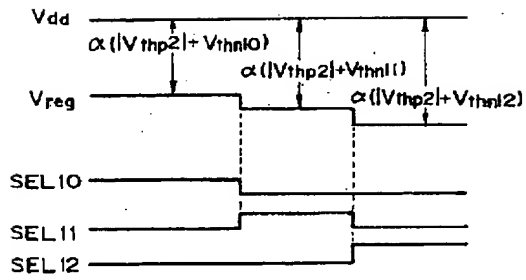 Vdd
α(|Vthp2|+Vthn10)
α(|Vthp2|+Vthn11)
α(|Vthp2|+Vthn12)
Vreg
SEL10
SEL11
SEL12